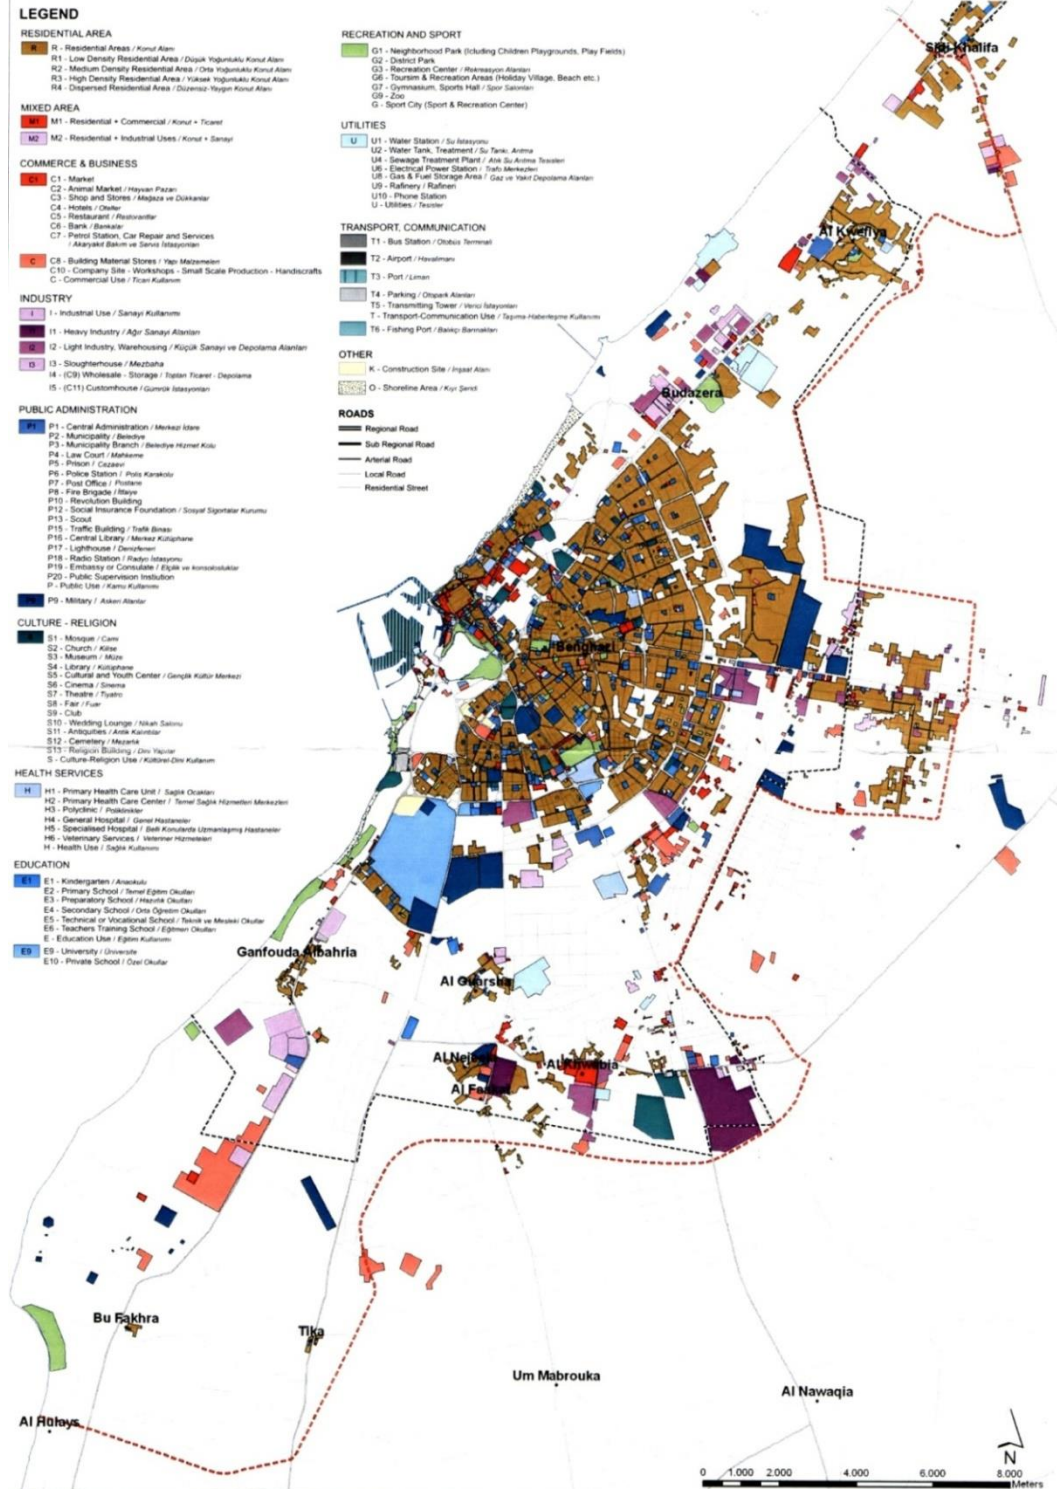 LEGEND
RESIDENTIAL AREA
R
R - Residential Areas / Konut Alanı
R1 - Low Density Residential Area / Düşük Yoğunluklu Konut Alanı
R2 - Medium Density Residential Area / Orta Yoğunluklu Konut Alanı
R3 - High Density Residential Area / Yüksek Yoğunluklu Konut Alanı
R4 - Dispersed Residential Area / Düzensiz-Yaygın Konut Alanı
MIXED AREA
M1
M1 - Residential + Commercial / Konut + Ticaret
M2
M2 - Residential + Industrial Uses / Konut + Sanayi
COMMERCE & BUSINESS
C1
C1 - Market
C2 - Animal Market / Hayvan Pazarı
C3 - Shop and Stores / Mağaza ve Dükkanlar
C4 - Hotels / Oteller
C5 - Restaurant / Restorantlar
C6 - Bank / Bankalar
C7 - Petrol Station, Car Repair and Services
/ Akaryakıt Bakım ve Servis İstasyonları
C
C8 - Building Material Stores / Yapı Malzemeleri
C10 - Company Site - Workshops - Small Scale Production - Handiscrafts
C - Commercial Use / Ticari Kullanım
INDUSTRY
I
I - Industrial Use / Sanayi Kullanımı
I1 - Heavy Industry / Ağır Sanayi Alanları
I2
I2 - Light Industry, Warehousing / Küçük Sanayi ve Depolama Alanları
I3
I3 - Sloughterhouse / Mezbaha
I4 - (C9) Wholesale - Storage / Toptan Ticaret - Depolama
I5 - (C11) Customhouse / Gümrük İstasyonları
PUBLIC ADMINISTRATION
P1
P1 - Central Administration / Merkezi İdare
P2 - Municipality / Belediye
P3 - Municipality Branch / Belediye Hizmet Kolu
P4 - Law Court / Mahkeme
P5 - Prison / Cezaevi
P6 - Police Station / Polis Karakolu
P7 - Post Office / Postane
P8 - Fire Brigade / İtfaiye
P10 - Revolution Building
P12 - Social Insurance Foundation / Sosyal Sigortalar Kurumu
P13 - Scout
P15 - Traffic Building / Trafik Binası
P16 - Central Library / Merkez Kütüphane
P17 - Lighthouse / Denizfeneri
P18 - Radio Station / Radyo İstasyonu
P19 - Embassy or Consulate / Elçilik ve konsolosluklar
P20 - Public Supervision Instiution
P - Public Use / Kamu Kullanımı
P9 - Military / Askeri Alanlar
CULTURE - RELIGION
S1 - Mosque / Cami
S2 - Church / Kilise
S3 - Museum / Müze
S4 - Library / Kütüphane
S5 - Cultural and Youth Center / Gençlik Kültür Merkezi
S6 - Cinema / Sinema
S7 - Theatre / Tiyatro
S8 - Fair / Fuar
S9 - Club
S10 - Wedding Lounge / Nikah Salonu
S11 - Antiquities / Antik Kalıntılar
S12 - Cemetery / Mezarlık
S13 - Religion Building / Dini Yapılar
S - Culture-Religion Use / Kültürel-Dini Kullanım
HEALTH SERVICES
H
H1 - Primary Health Care Unit / Saglik Ocakları
H2 - Primary Health Care Center / Temel Sağlık Hizmetleri Merkezleri
H3 - Polyclinic / Poliklinikler
H4 - General Hospital / Genel Hastaneler
H5 - Specialised Hospital / Belli Konularda Uzmanlaşmış Hastaneler
H6 - Veterinary Services / Veteriner Hizmeteleri
H - Health Use / Sağlık Kullanımı
EDUCATION
E1
E1 - Kindergarten / Anaokulu
E2 - Primary School / Temel Eğitim Okulları
E3 - Preparatory School / Hazırlık Okulları
E4 - Secondary School / Orta Öğretim Okulları
E5 - Technical or Vocational School / Teknik ve Mesleki Okullar
E6 - Teachers Training School / Eğitmen Okulları
E - Education Use / Eğitim Kullanımı
E9
E9 - University / Üniversite
E10 - Private School / Özel Okullar
RECREATION AND SPORT
G1 - Neighborhood Park (Icluding Children Playgrounds, Play Fields)
G2 - District Park
G3 - Recreation Center / Rekreasyon Alanları
G6 - Toursim & Recreation Areas (Holiday Village, Beach etc.)
G7 - Gymnasium, Sports Hall / Spor Salonları
G9 - Zoo
G - Sport City (Sport & Recreation Center)
UTILITIES
U
U1 - Water Station / Su İstasyonu
U2 - Water Tank, Treatment / Su Tankı, Arıtma
U4 - Sewage Treatment Plant / Atık Su Arıtma Tesisleri
U6 - Electrical Power Station / Trafo Merkezleri
U8 - Gas & Fuel Storage Area / Gaz ve Yakıt Depolama Alanları
U9 - Rafinery / Rafineri
U10 - Phone Station
U - Utilities / Tesisler
TRANSPORT, COMMUNICATION
T1 - Bus Station / Otobüs Terminali
T2 - Airport / Havalimanı
T3 - Port / Liman
T4 - Parking / Otopark Alanları
T5 - Transmitting Tower / Verici İstasyonları
T - Transport-Communication Use / Taşıma-Haberleşme Kullanımı
T6 - Fishing Port / Balıkçı Barınakları
OTHER
K - Construction Site / İnşaat Alanı
O - Shoreline Area / Kıyı Şeridi
ROADS
Regional Road
Sub Regional Road
Arterial Road
Local Road
Residential Street
Sidi Khalifa
Al Kwefiya
Budazera
Benghazi
Ganfouda Albahria
Al Guarsha
Al Khwebia
Bu Fakhra
Tika
Um Mabrouka
Al Nawaqia
N
0 1.000 2.000 4.000 6.000 8.000
Meters